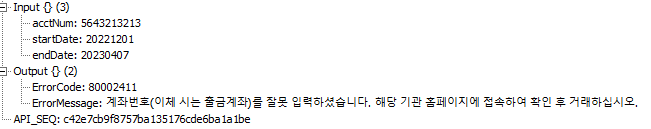 Input {} (3)
acctNum: 5643213213
startDate: 20221201
endDate: 20230407
Output {} (2)
ErrorCode: 80002411
ErrorMessage: 계좌번호(이체 시는 출금계좌)를 잘못 입력하셨습니다. 해당 기관 홈페이지에 접속하여 확인 후 거래하십시오.
API_SEQ: c42e7cb9f8757ba135176cde6ba1a1be